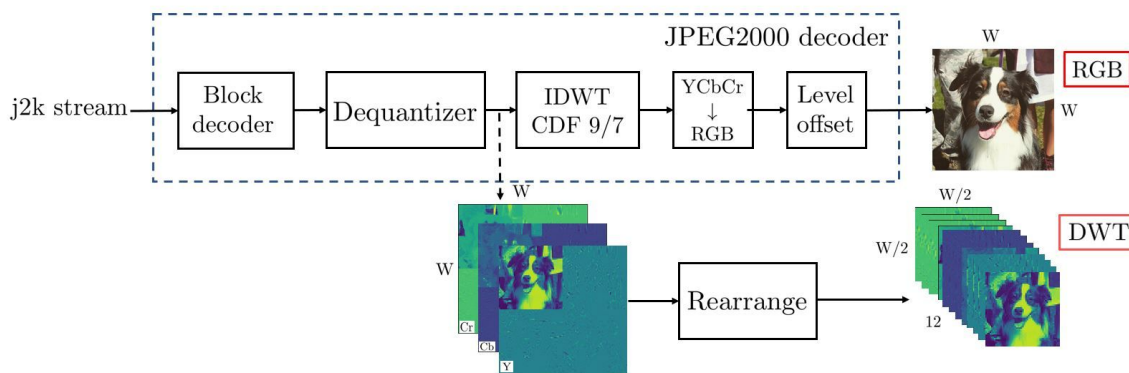 JPEG2000 decoder
j2k stream
Block
decoder
Dequantizer
IDWT
CDF 9/7
YCbCr
↓
RGB
Level
offset
W
W
RGB
W
W
Cr
Cb
Y
Rearrange
W/2
W/2
12
DWT